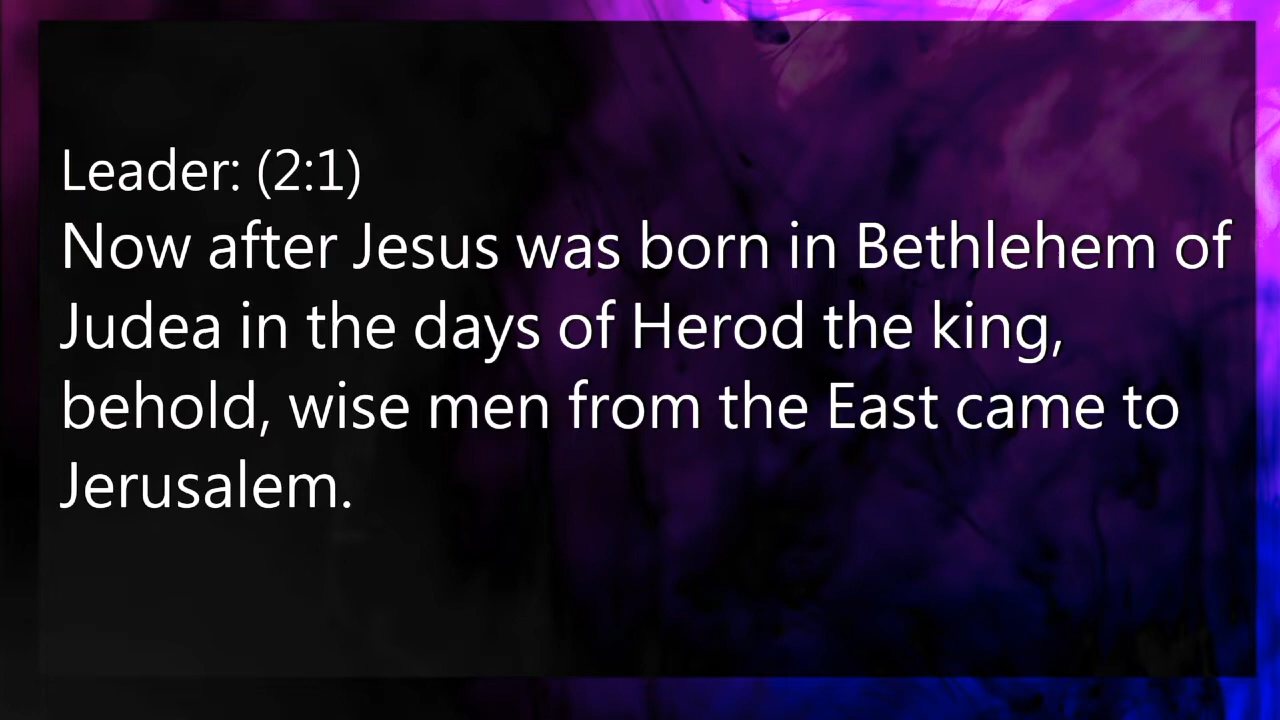 Leader: (2:1)
Now after Jesus was born in Bethlehem of
Judea in the days of Herod the king,
behold, wise men from the East came to
Jerusalem.